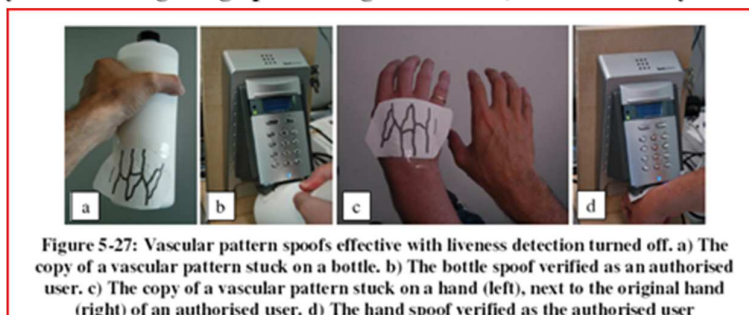 a
b
c
d
Figure 5-27: Vascular pattern spoofs effective with liveness detection turned off. a) The
copy of a vascular pattern stuck on a bottle. b) The bottle spoof verified as an authorised
user. c) The copy of a vascular pattern stuck on a hand (left), next to the original hand
(right) of an authorised user. d) The hand spoof verified as the authorised user